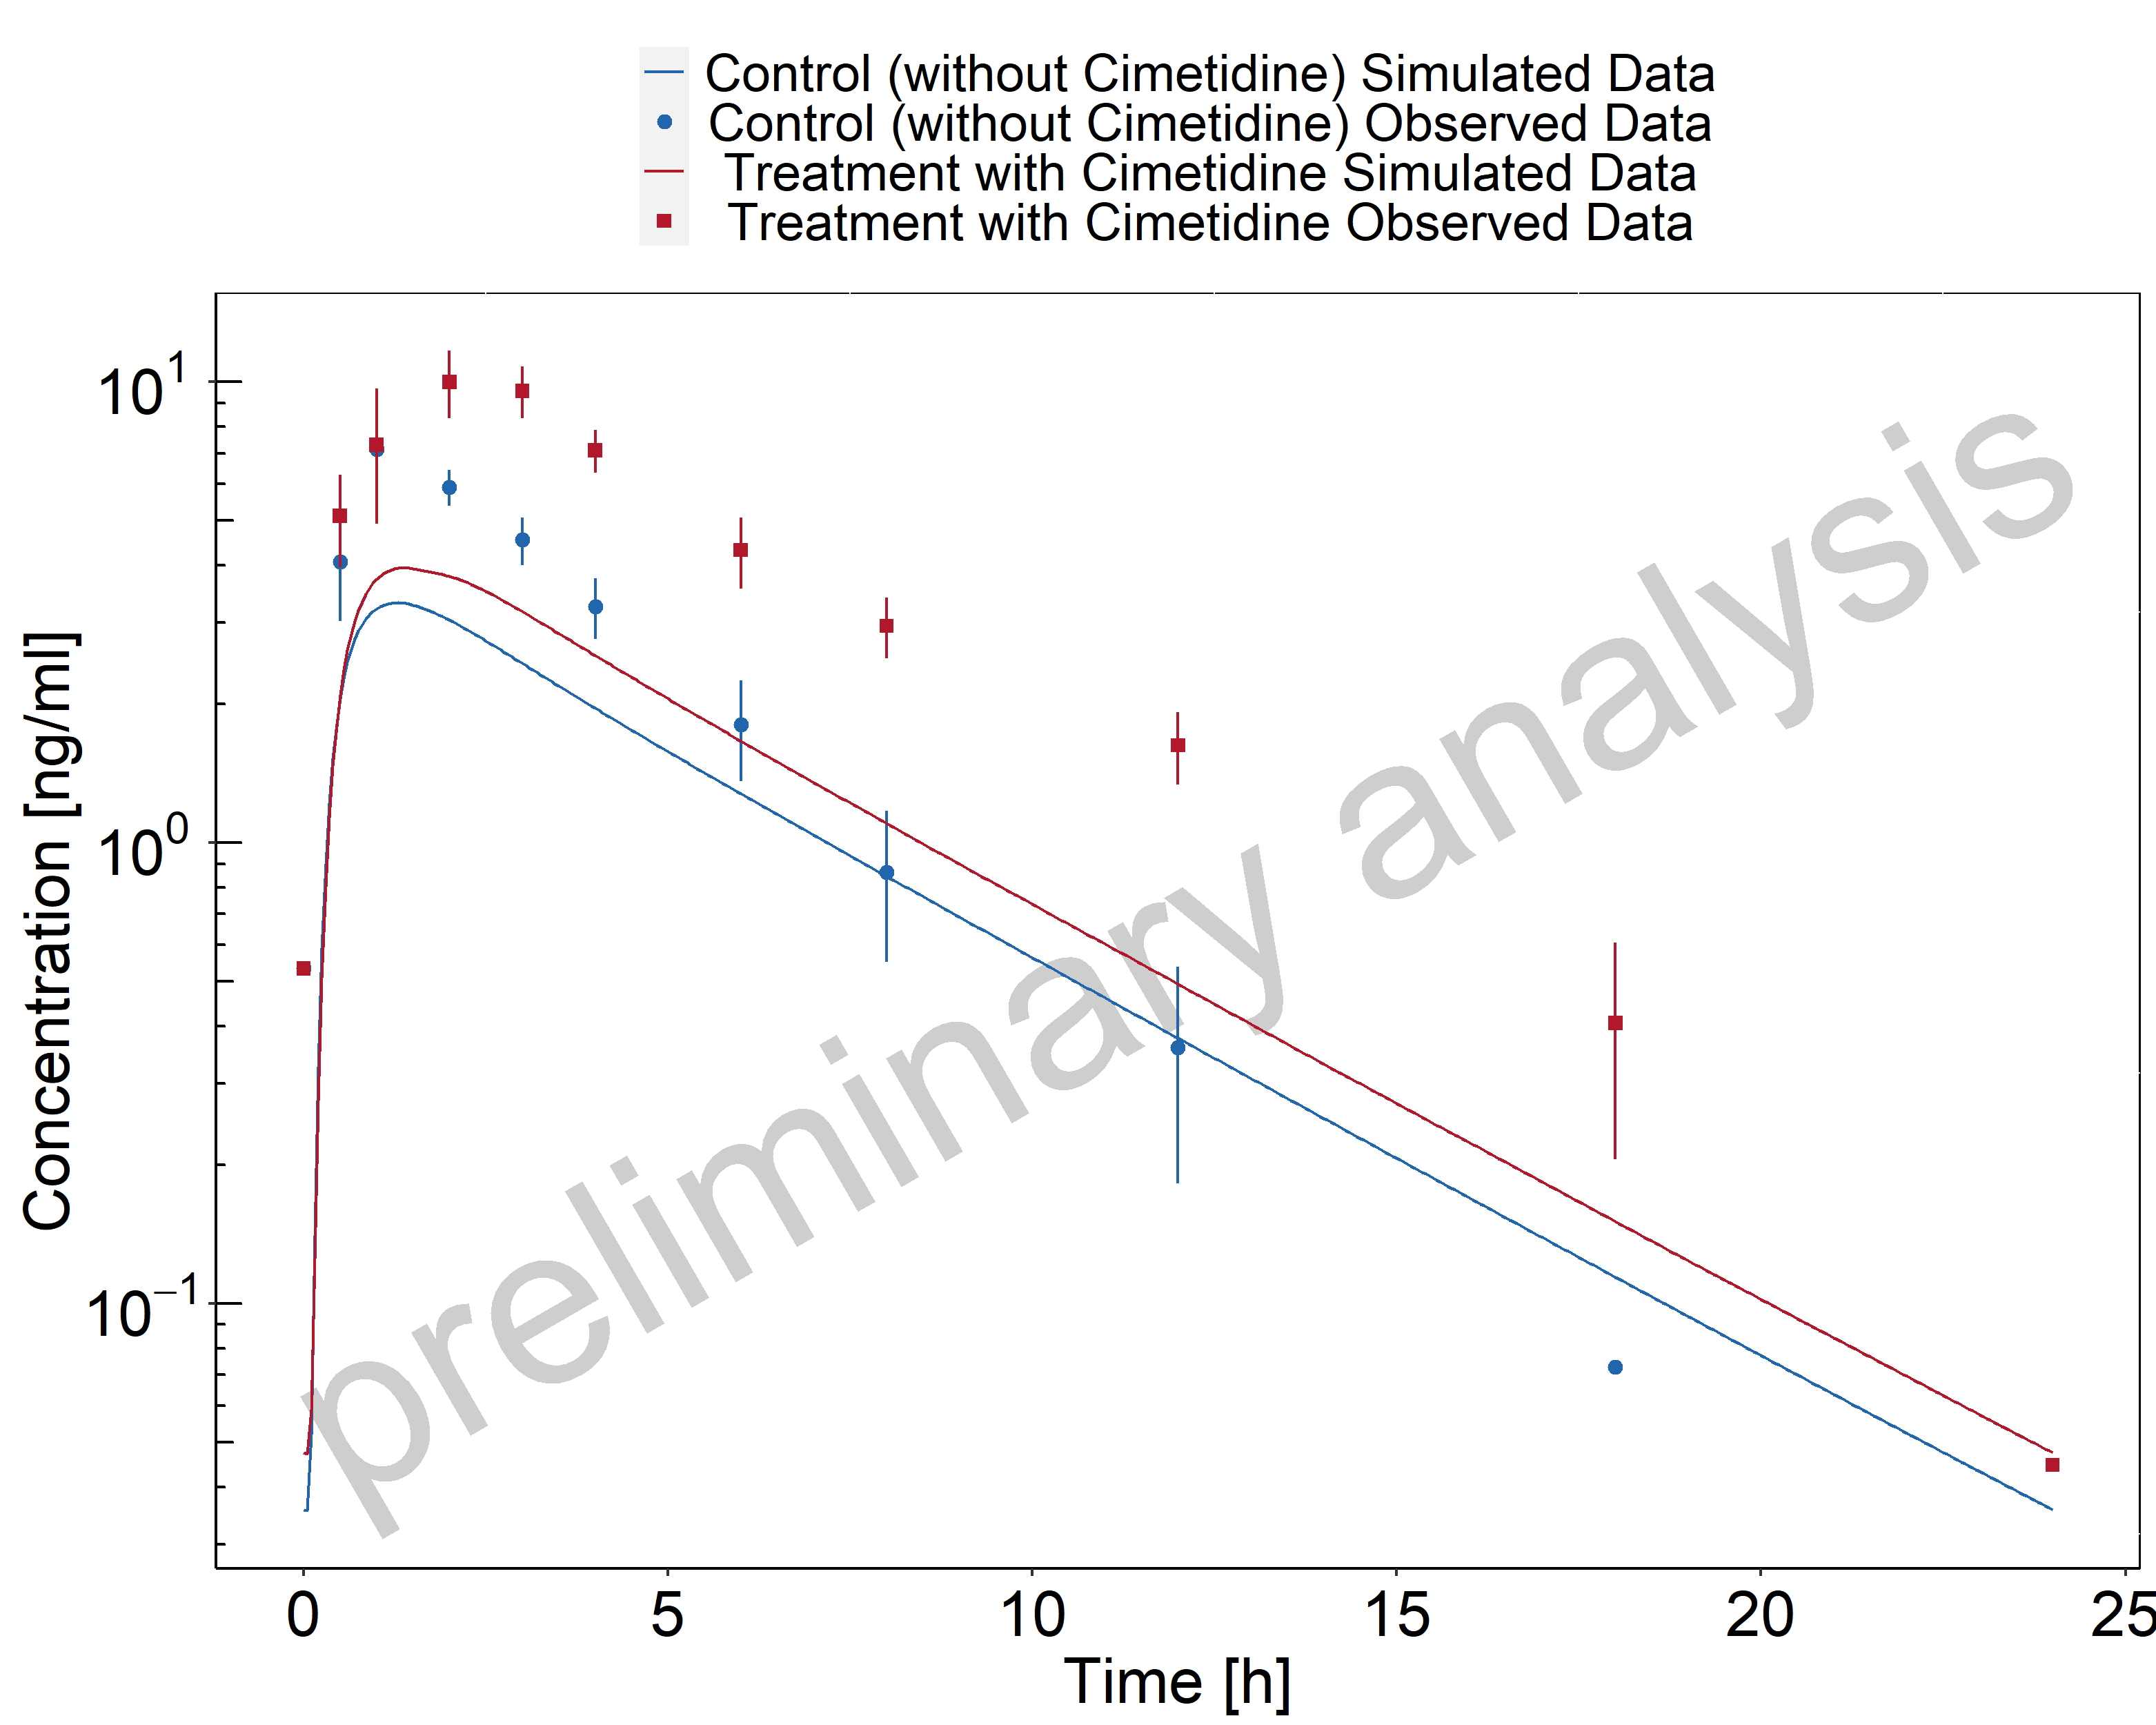 Control (without Cimetidine) Simulated Data
Control (without Cimetidine) Observed Data
Treatment with Cimetidine Simulated Data
Treatment with Cimetidine Observed Data
10¹
10⁰
10⁻¹
Concentration [ng/ml]
preliminary analysis
0 5 10 15 20 25
Time [h]